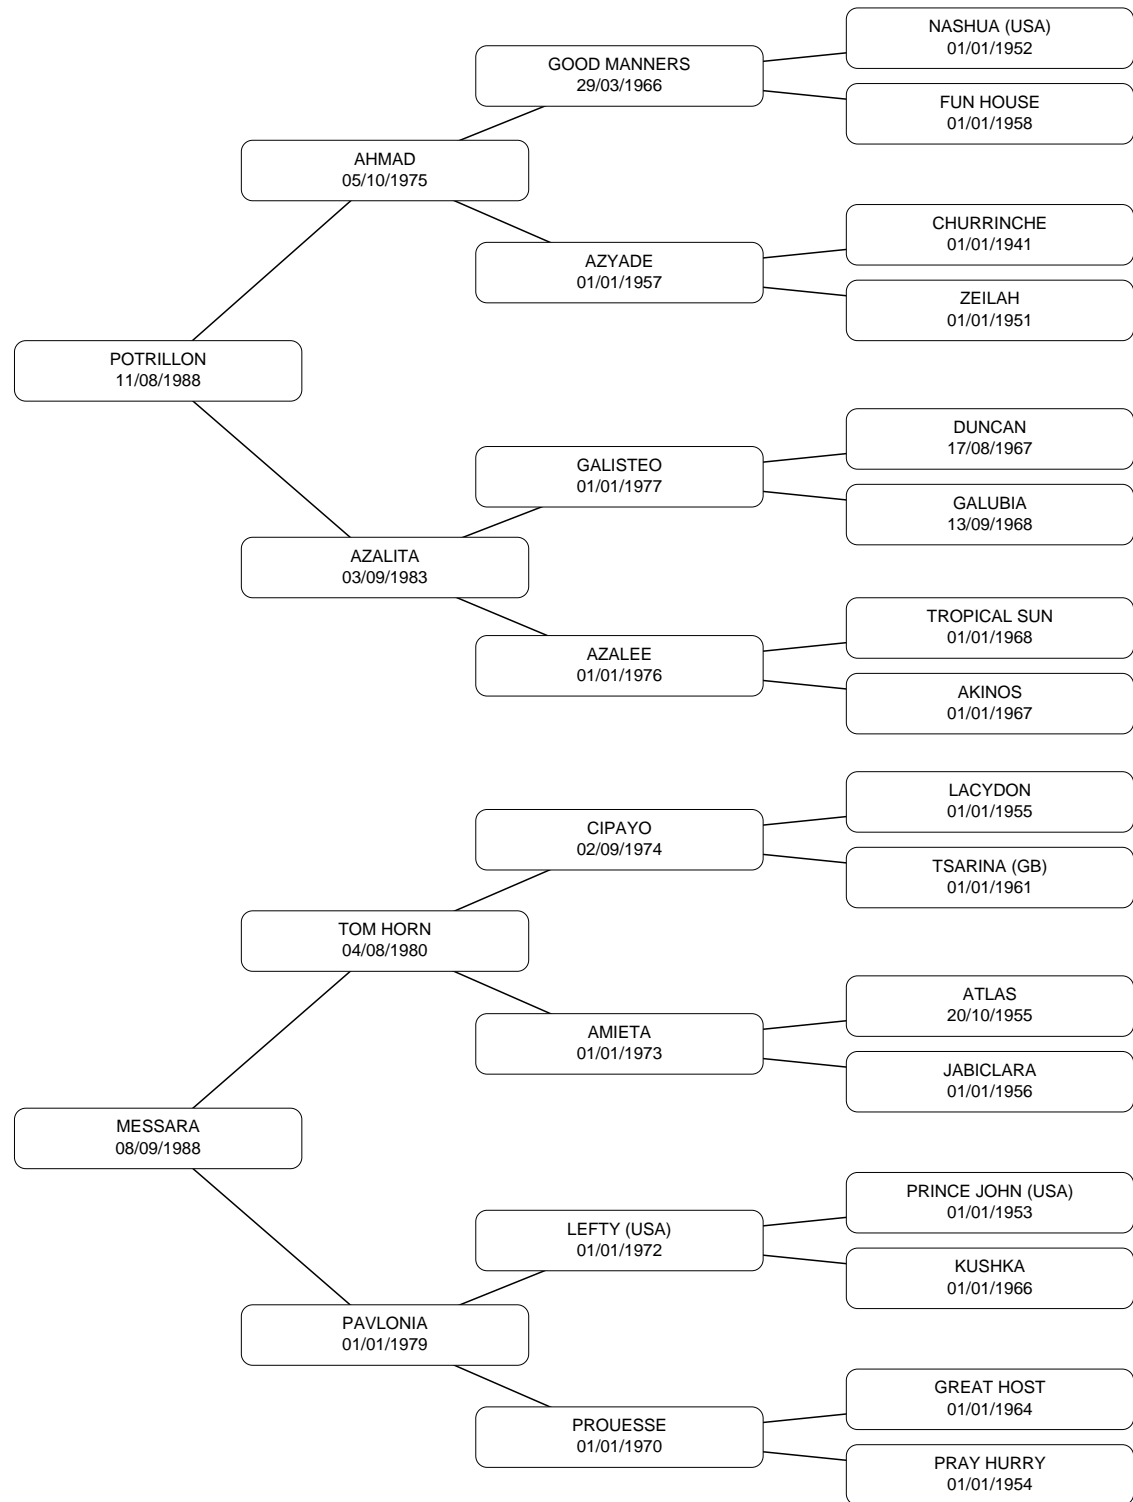 NASHUA (USA)
01/01/1952
GOOD MANNERS
29/03/1966
FUN HOUSE
01/01/1958
AHMAD
05/10/1975
CHURRINCHE
01/01/1941
AZYADE
01/01/1957
ZEILAH
01/01/1951
POTRILLON
11/08/1988
DUNCAN
17/08/1967
GALISTEO
01/01/1977
GALUBIA
13/09/1968
AZALITA
03/09/1983
TROPICAL SUN
01/01/1968
AZALEE
01/01/1976
AKINOS
01/01/1967
LACYDON
01/01/1955
CIPAYO
02/09/1974
TSARINA (GB)
01/01/1961
TOM HORN
04/08/1980
ATLAS
20/10/1955
AMIETA
01/01/1973
JABICLARA
01/01/1956
MESSARA
08/09/1988
PRINCE JOHN (USA)
01/01/1953
LEFTY (USA)
01/01/1972
KUSHKA
01/01/1966
PAVLONIA
01/01/1979
GREAT HOST
01/01/1964
PROUESSE
01/01/1970
PRAY HURRY
01/01/1954